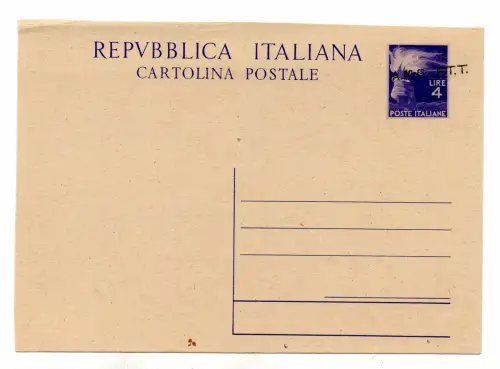 REPVBBLICA ITALIANA
CARTOLINA POSTALE
A.M.G. F.T.T.
LIRE
4
POSTE ITALIANE